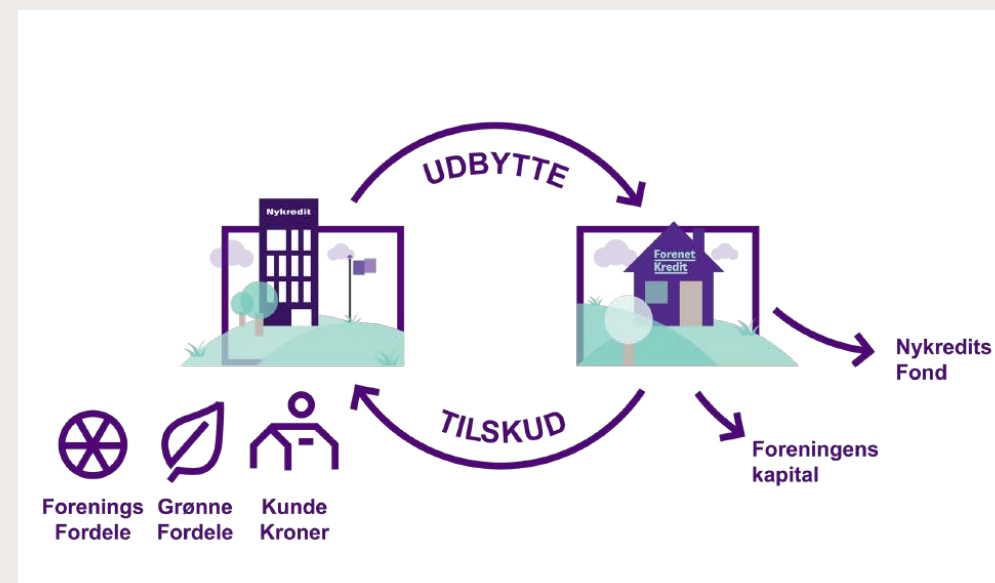 UDBYTTE
Nykredit
Forenet
Kredit
Nykredits
Fond
TILSKUD
Foreningens
kapital
Forenings
Fordele
Grønne
Fordele
Kunde
Kroner